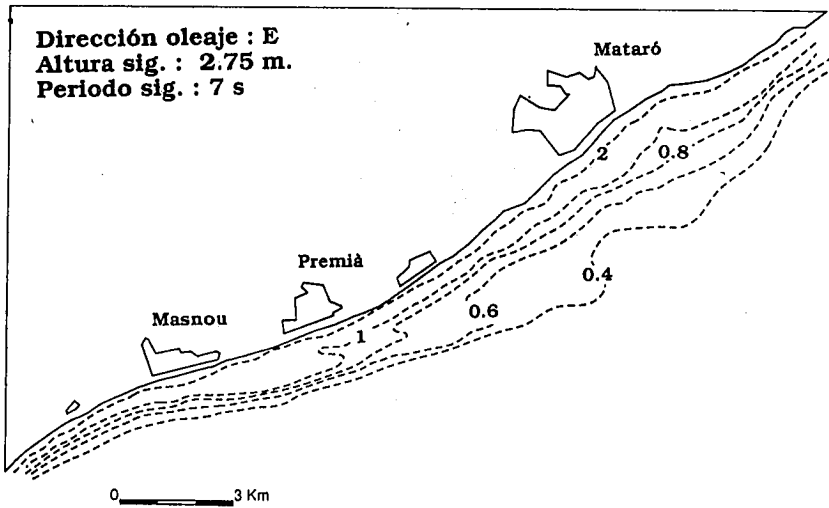 Dirección oleaje : E
Altura sig. : 2.75 m.
Periodo sig. : 7 s
Mataró
2
0.8
Premià
0.4
0.6
Masnou
1
0
3 Km